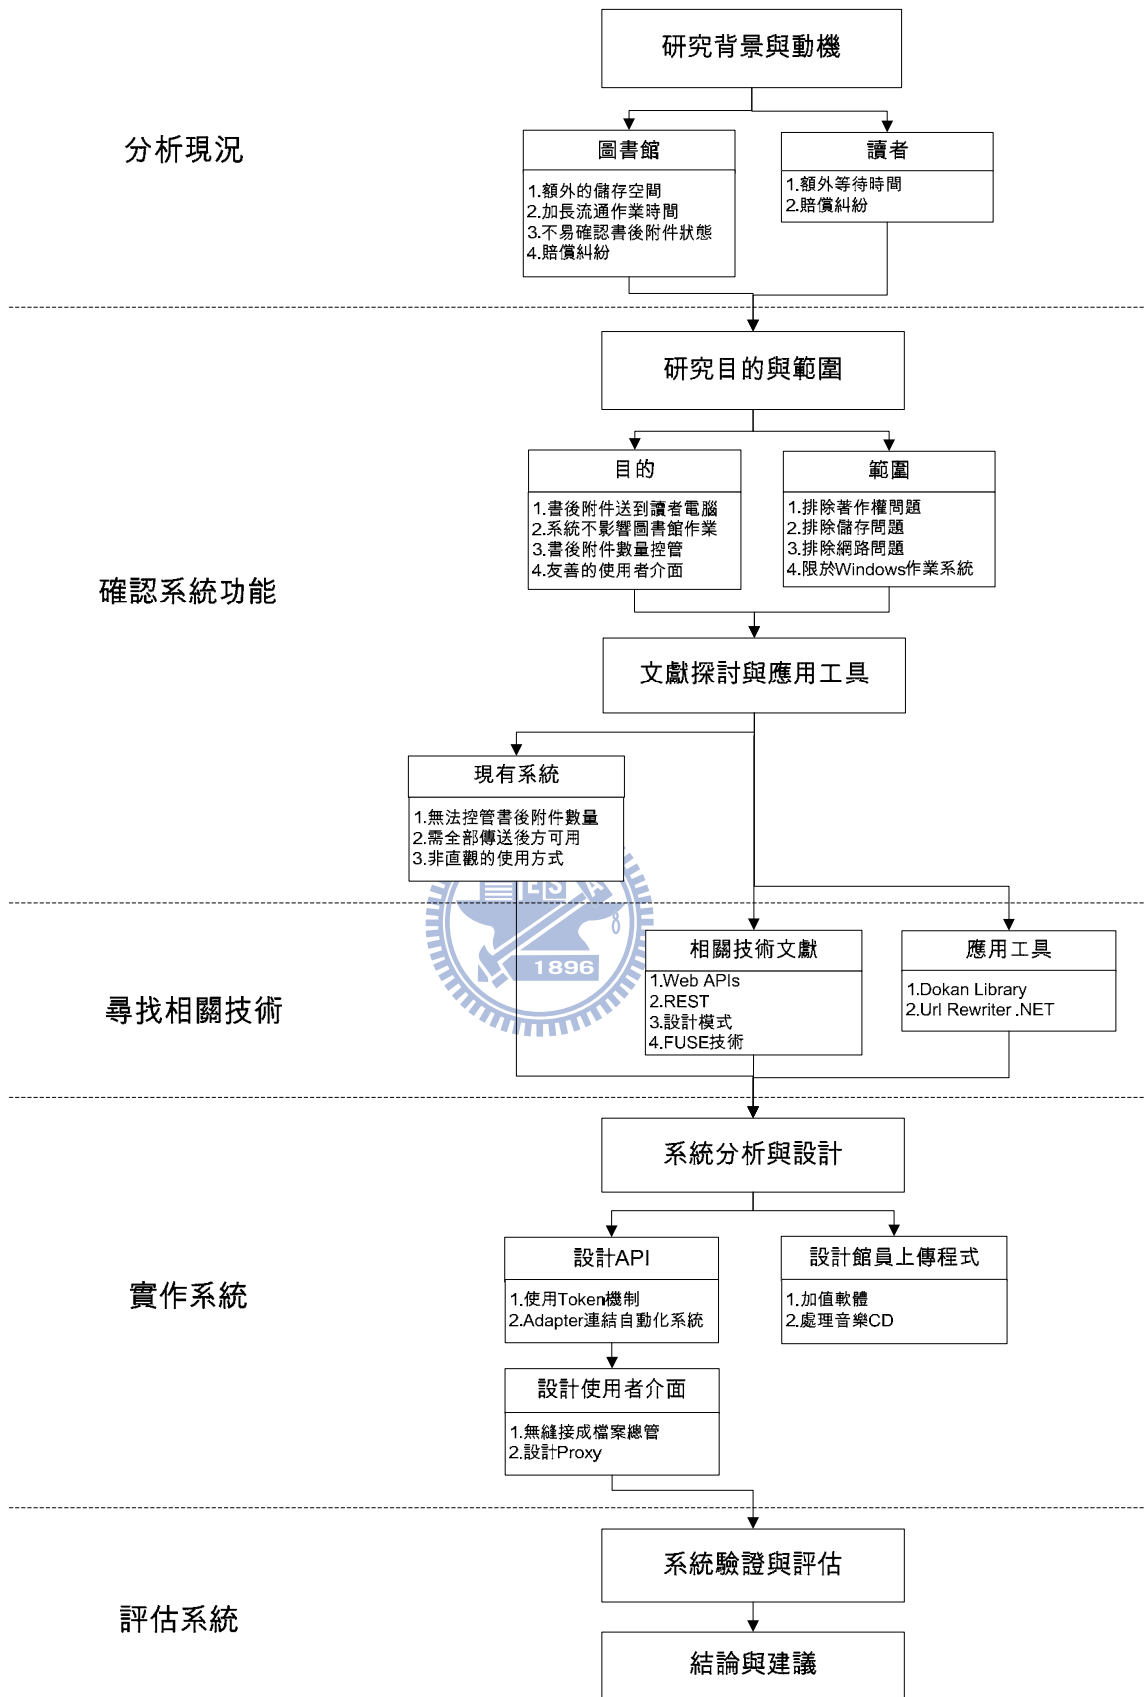 研究背景與動機
分析現況
圖書館
1.額外的儲存空間
2.加長流通作業時間
3.不易確認書後附件狀態
4.賠償糾紛
讀者
1.額外等待時間
2.賠償糾紛
研究目的與範圍
確認系統功能
目的
1.書後附件送到讀者電腦
2.系統不影響圖書館作業
3.書後附件數量控管
4.友善的使用者介面
範圍
1.排除著作權問題
2.排除儲存問題
3.排除網路問題
4.限於Windows作業系統
文獻探討與應用工具
現有系統
1.無法控管書後附件數量
2.需全部傳送後方可用
3.非直觀的使用方式
ES A
1896
尋找相關技術
相關技術文獻
1.Web APIs
2.REST
3.設計模式
4.FUSE技術
應用工具
1.Dokan Library
2.Url Rewriter .NET
系統分析與設計
實作系統
設計API
1.使用Token機制
2.Adapter連結自動化系統
設計館員上傳程式
1.加值軟體
2.處理音樂CD
設計使用者介面
1.無縫接成檔案總管
2.設計Proxy
系統驗證與評估
評估系統
結論與建議